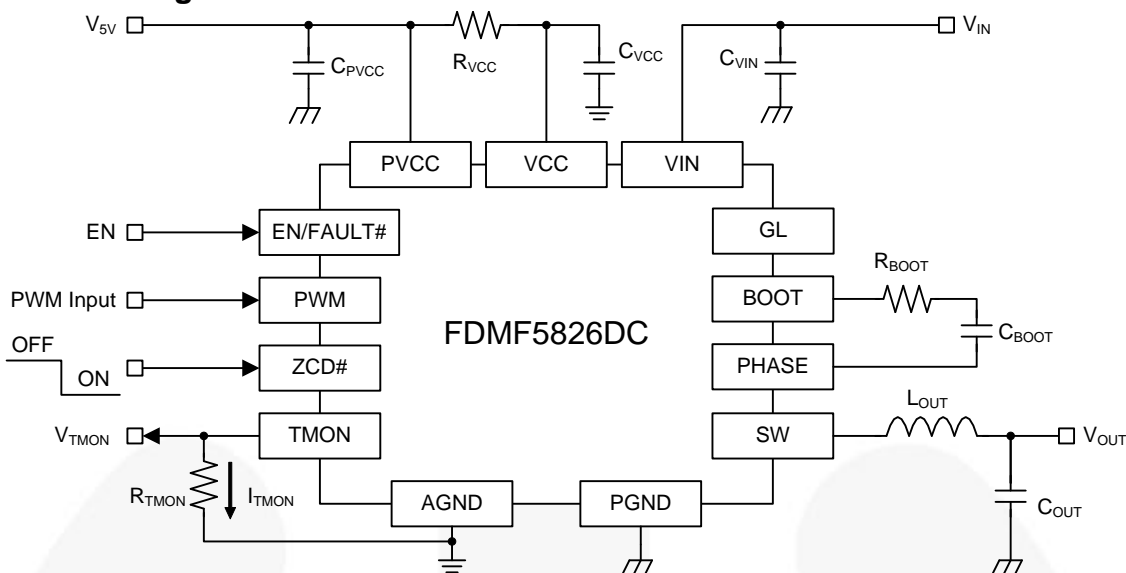 V5V
RVCC
CVCC
CPVCC
CVIN
VIN
PVCC
VCC
VIN
EN
EN/FAULT#
GL
RBOOT
PWM Input
PWM
BOOT
FDMF5826DC
CBOOT
OFF
ON
ZCD#
PHASE
LOUT
VTMON
TMON
SW
VOUT
RTMON
ITMON
AGND
PGND
COUT